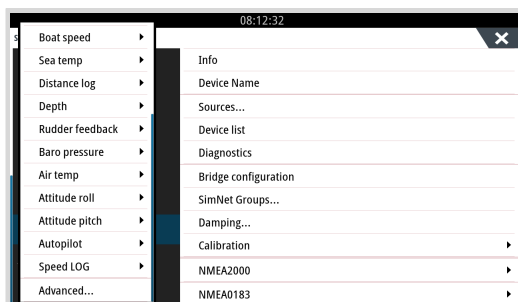 08:12:32
s
Boat speed
Sea temp
Distance log
Depth
Rudder feedback
Baro pressure
Air temp
Attitude roll
Attitude pitch
Autopilot
Speed LOG
Advanced...
Info
Device Name
Sources...
Device list
Diagnostics
Bridge configuration
SimNet Groups...
Damping...
Calibration
NMEA2000
NMEA0183